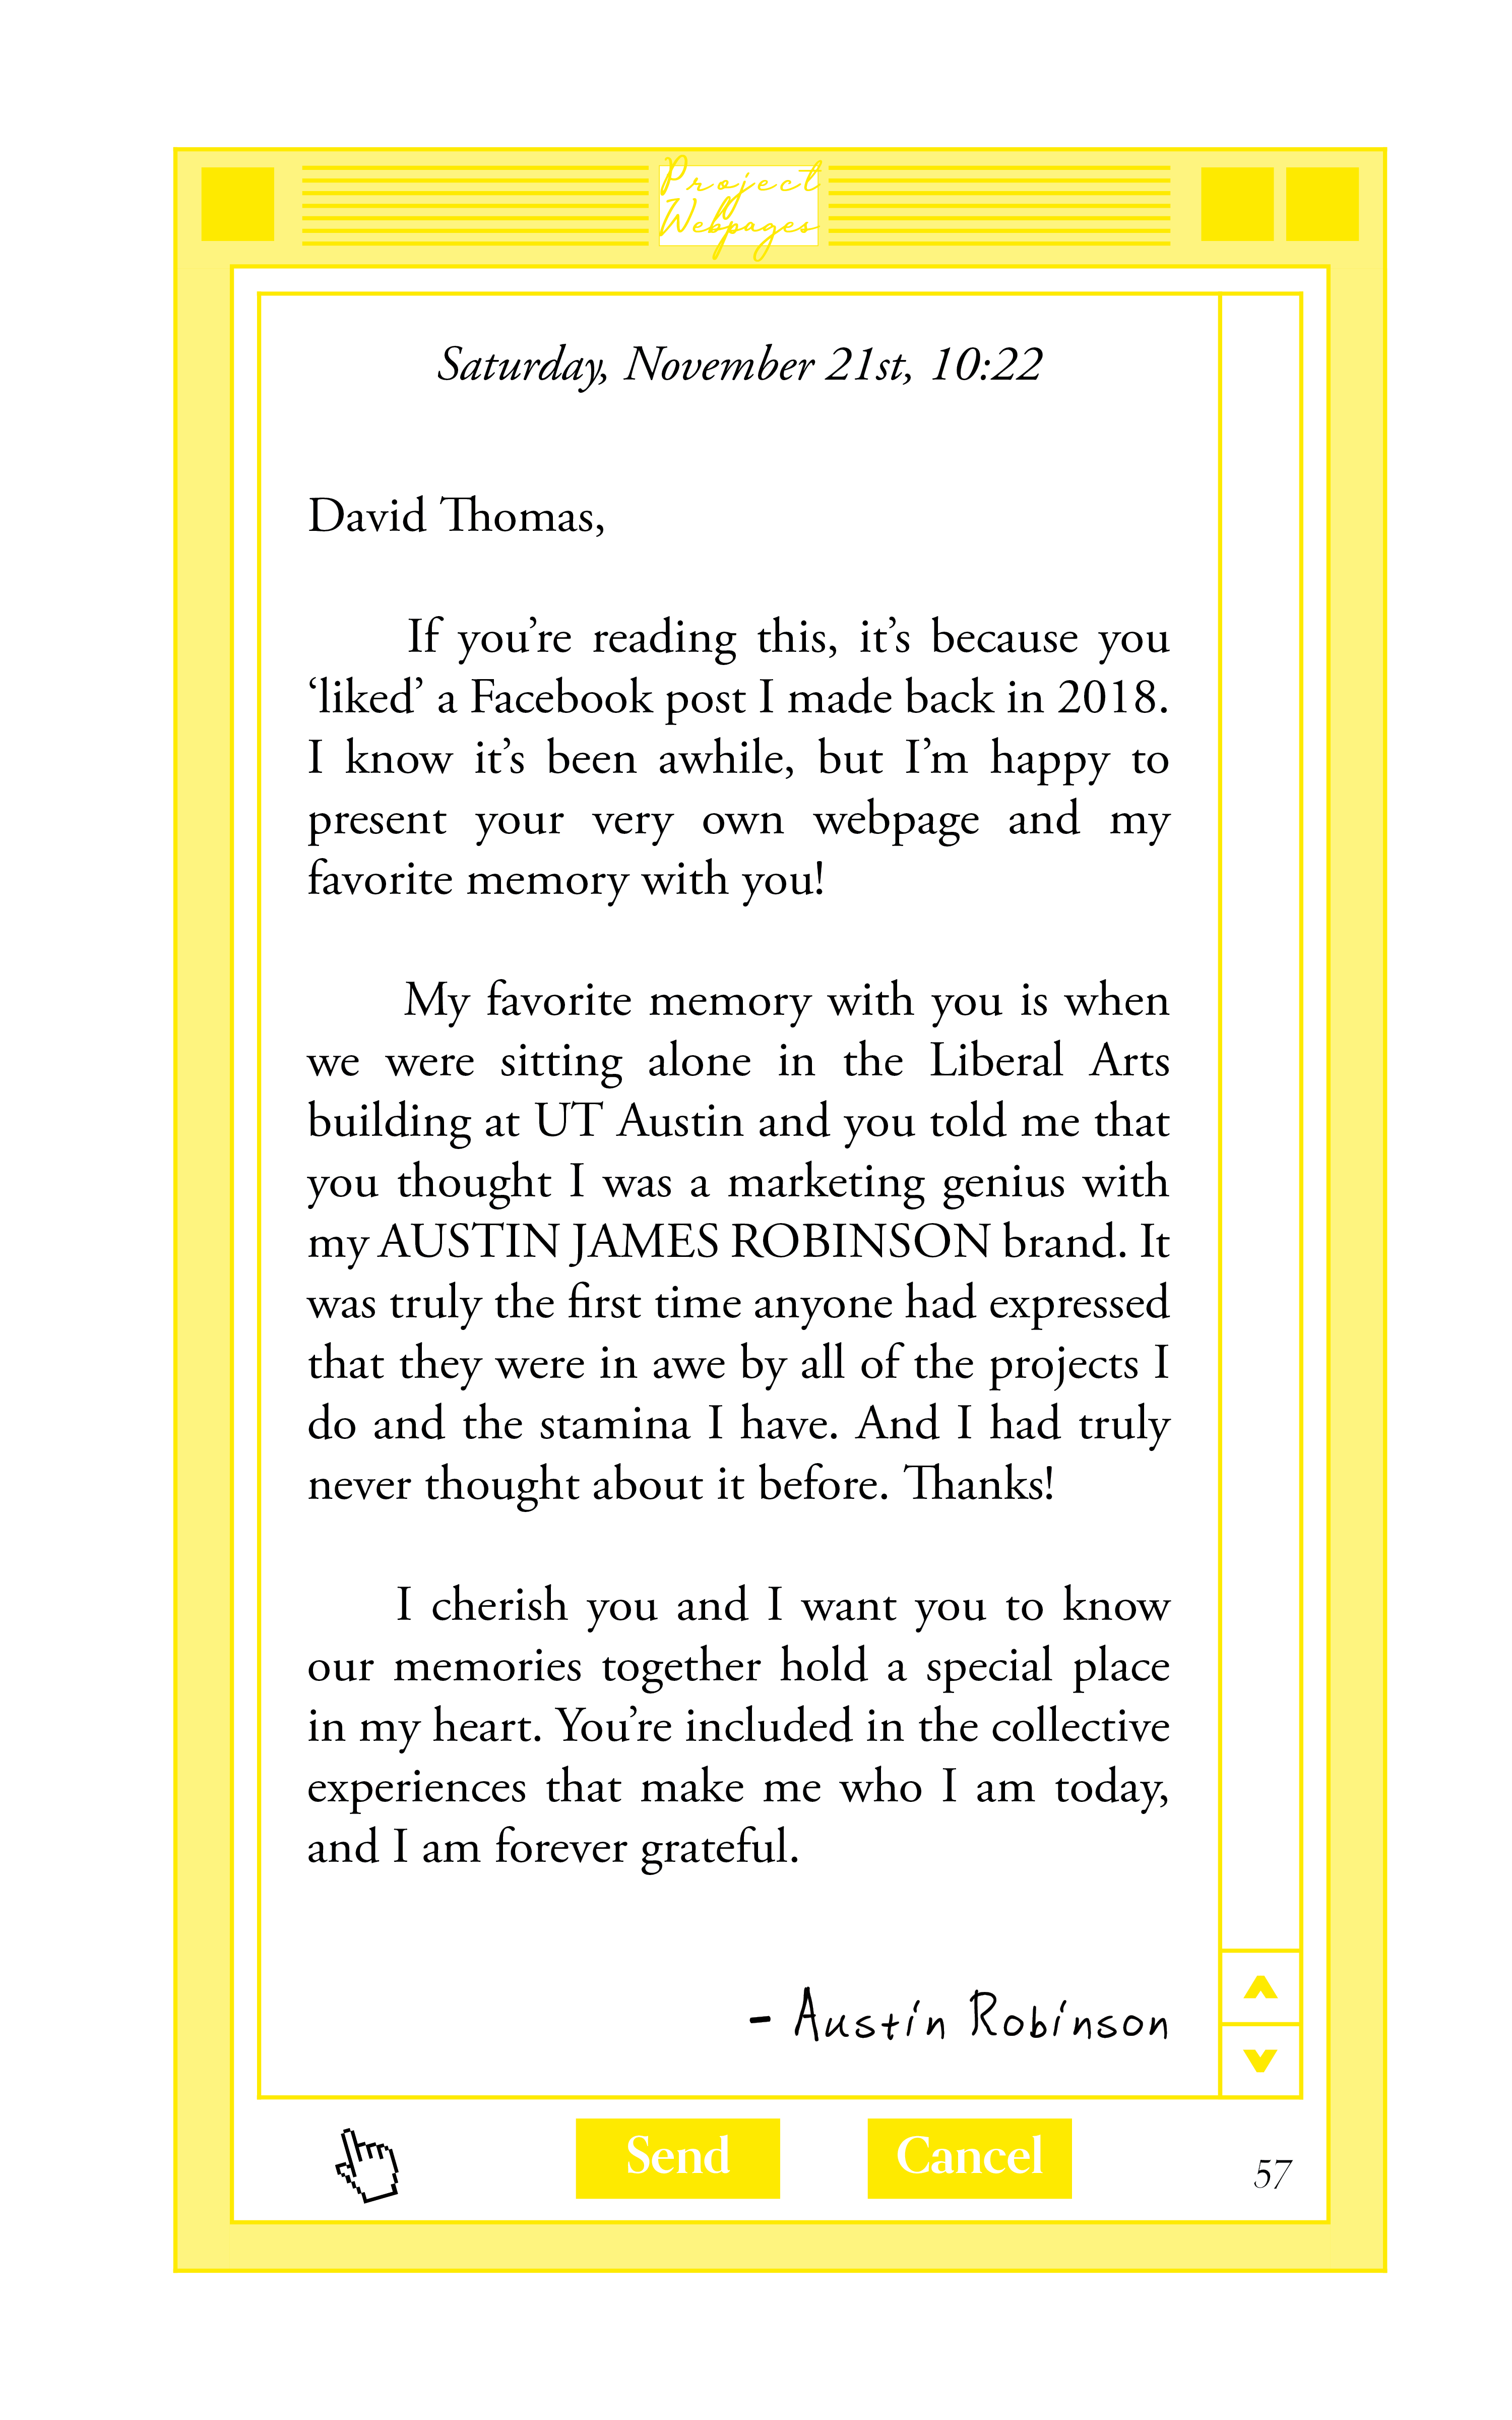 Project
Webpages
Saturday, November 21st, 10:22
David Thomas,
If you’re reading this, it’s because you
‘liked’ a Facebook post I made back in 2018.
I know it’s been awhile, but I’m happy to
present your very own webpage and my
favorite memory with you!
My favorite memory with you is when
we were sitting alone in the Liberal Arts
building at UT Austin and you told me that
you thought I was a marketing genius with
my AUSTIN JAMES ROBINSON brand. It
was truly the first time anyone had expressed
that they were in awe by all of the projects I
do and the stamina I have. And I had truly
never thought about it before. Thanks!
I cherish you and I want you to know
our memories together hold a special place
in my heart. You’re included in the collective
experiences that make me who I am today,
and I am forever grateful.
- Austin Robinson
Send Cancel
57